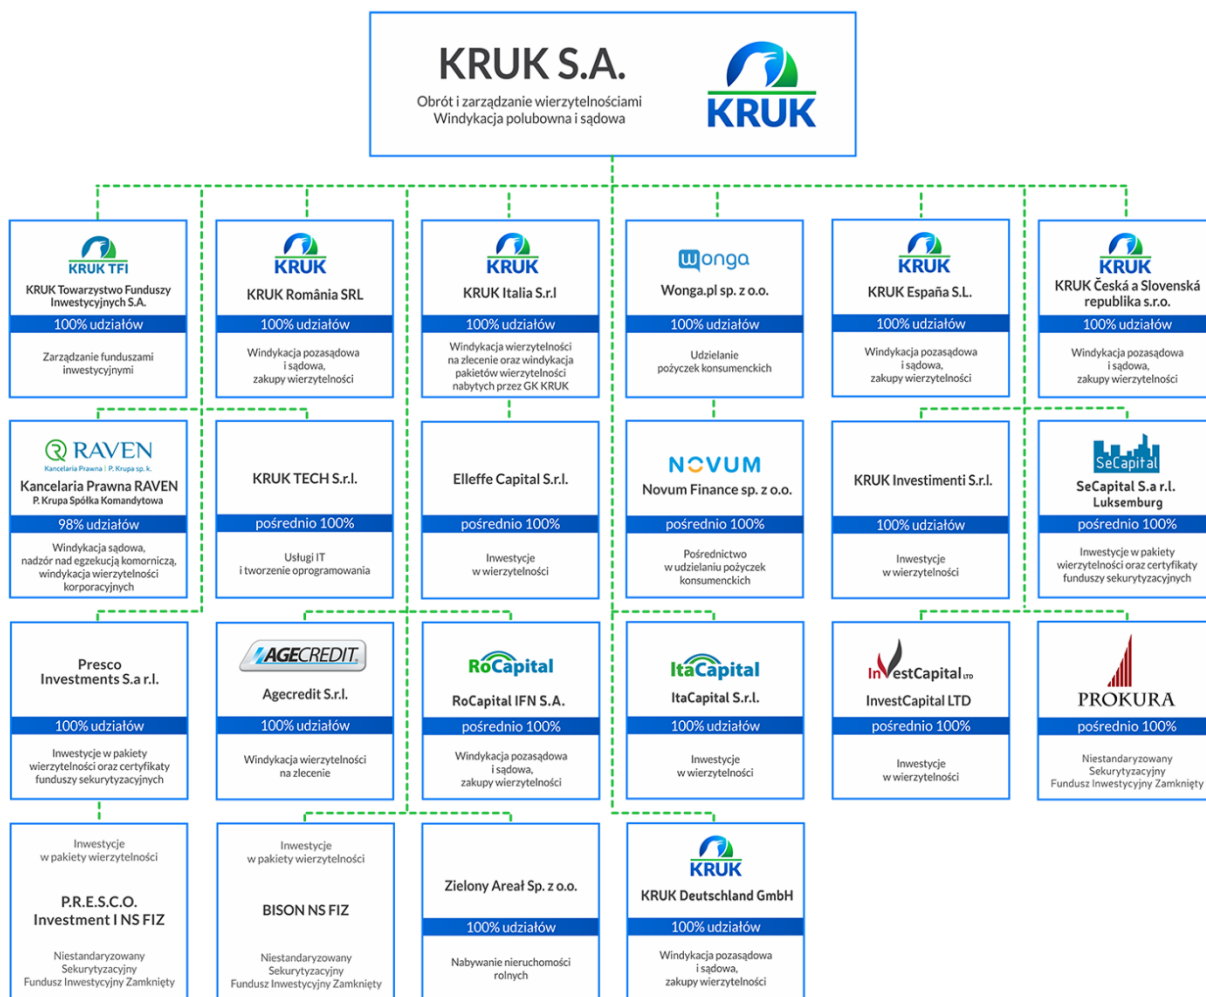 KRUK S.A.
Obrót i zarządzanie wierzytelnościami
Windykacja polubowna i sądowa
KRUK
KRUK TFI
KRUK Towarzystwo Funduszy
Inwestycyjnych S.A.
100% udziałów
Zarządzanie funduszami
inwestycyjnymi
KRUK
KRUK România SRL
100% udziałów
Windykacja pozasądowa
i sądowa,
zakupy wierzytelności
KRUK
KRUK Italia S.r.l
100% udziałów
Windykacja wierzytelności
na zlecenie oraz windykacja
pakietów wierzytelności
nabytych przez GK KRUK
wonga
Wonga.pl sp. z o.o.
100% udziałów
Udzielanie
pożyczek konsumenckich
KRUK
KRUK España S.L.
100% udziałów
Windykacja pozasądowa
i sądowa,
zakupy wierzytelności
KRUK
KRUK Česká a Slovenská
republika s.r.o.
100% udziałów
Windykacja pozasądowa
i sądowa,
zakupy wierzytelności
RAVEN
Kancelaria Prawna | P. Krupa sp. k.
Kancelaria Prawna RAVEN
P. Krupa Spółka Komandytowa
98% udziałów
Windykacja sądowa,
nadzór nad egzekucją komorniczą,
windykacja wierzytelności
korporacyjnych
KRUK TECH S.r.l.
pośrednio 100%
Usługi IT
i tworzenie oprogramowania
Elleffe Capital S.r.l.
pośrednio 100%
Inwestycje
w wierzytelności
NOVUM
Novum Finance sp. z o.o.
pośrednio 100%
Pośrednictwo
w udzielaniu pożyczek
konsumenckich
KRUK Investimenti S.r.l.
100% udziałów
Inwestycje
w wierzytelności
SeCapital
SeCapital S.a r.l.
Luksemburg
pośrednio 100%
Inwestycje w pakiety
wierzytelności oraz certyfikaty
funduszy sekurytyzacyjnych
Presco
Investments S.a r.l.
100% udziałów
Inwestycje w pakiety
wierzytelności oraz certyfikaty
funduszy sekurytyzacyjnych
AGECREDIT
Agecredit S.r.l.
100% udziałów
Windykacja wierzytelności
na zlecenie
RoCapital
RoCapital IFN S.A.
pośrednio 100%
Windykacja pozasądowa
i sądowa,
zakupy wierzytelności
ItaCapital
ItaCapital S.r.l.
100% udziałów
Inwestycje
w wierzytelności
InvestCapital LTD
InvestCapital LTD
pośrednio 100%
Inwestycje
w wierzytelności
PROKURA
pośrednio 100%
Niestandaryzowany
Sekurytyzacyjny
Fundusz Inwestycyjny Zamknięty
Inwestycje
w pakiety wierzytelności
P.R.E.S.C.O.
Investment I NS FIZ
Niestandaryzowany
Sekurytyzacyjny
Fundusz Inwestycyjny Zamknięty
Inwestycje
w pakiety wierzytelności
BISON NS FIZ
Niestandaryzowany
Sekurytyzacyjny
Fundusz Inwestycyjny Zamknięty
Zielony Areał Sp. z o.o.
100% udziałów
Nabywanie nieruchomości
rolnych
KRUK
KRUK Deutschland GmbH
100% udziałów
Windykacja pozasądowa
i sądowa,
zakupy wierzytelności